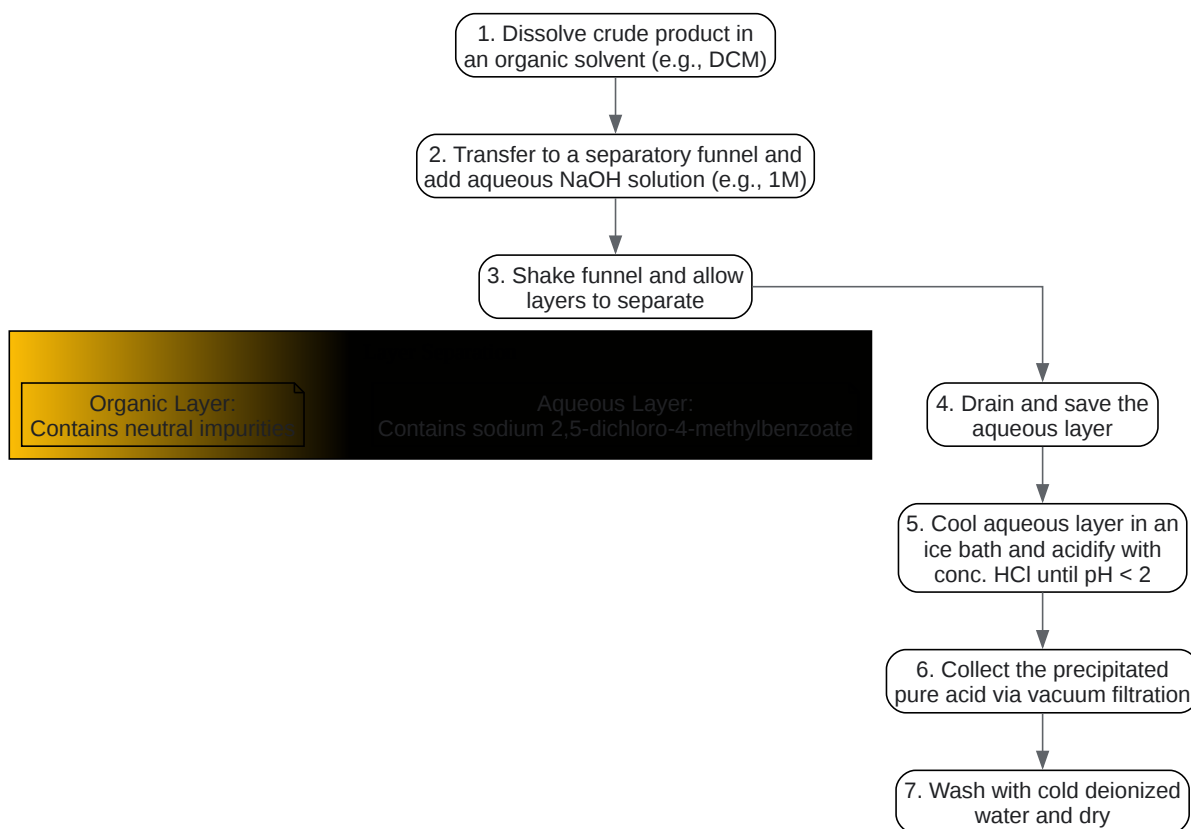 1. Dissolve crude product in
an organic solvent (e.g., DCM)
2. Transfer to a separatory funnel and
add aqueous NaOH solution (e.g., 1M)
3. Shake funnel and allow
layers to separate
Organic Layer:
Contains neutral impurities
Aqueous Layer:
Contains sodium 2,5-dichloro-4-methylbenzoate
4. Drain and save the
aqueous layer
5. Cool aqueous layer in an
ice bath and acidify with
conc. HCl until pH < 2
6. Collect the precipitated
pure acid via vacuum filtration
7. Wash with cold deionized
water and dry